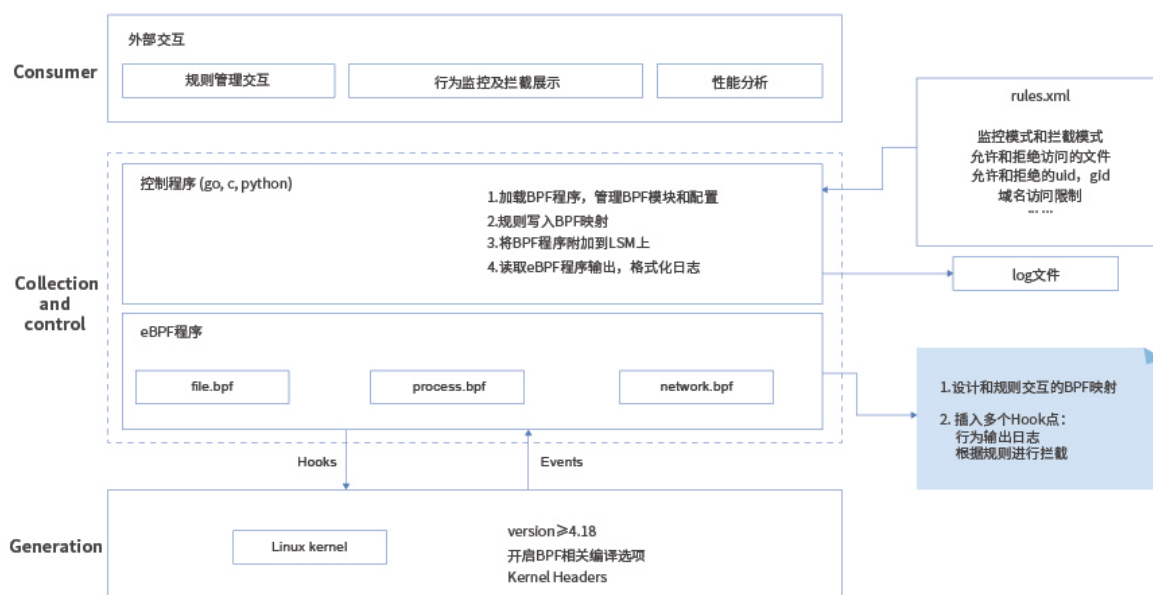 外部交互
Consumer
规则管理交互
行为监控及拦截展示
性能分析
rules.xml
监控模式和拦截模式
允许和拒绝访问的文件
允许和拒绝的uid，gid
域名访问限制
... ...
控制程序 (go, c, python)
1.加载BPF程序，管理BPF模块和配置
2.规则写入BPF映射
3.将BPF程序附加到LSM上
4.读取eBPF程序输出，格式化日志
log文件
Collection
and
control
eBPF程序
file.bpf
process.bpf
network.bpf
1.设计和规则交互的BPF映射
2. 插入多个Hook点：
行为输出日志
根据规则进行拦截
Hooks
Events
Generation
Linux kernel
version≥4.18
开启BPF相关编译选项
Kernel Headers